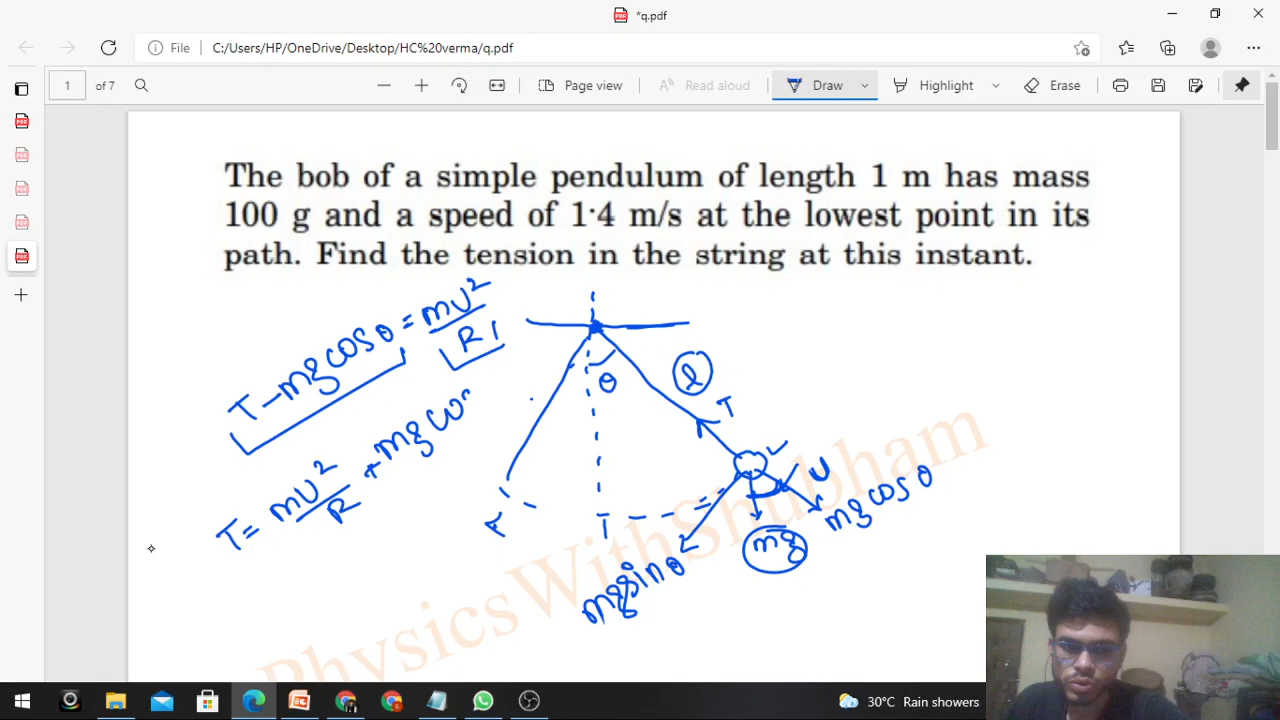 *q.pdf
File C:/Users/HP/OneDrive/Desktop/HC%20verma/q.pdf
1 of 7 Page view Read aloud Draw Highlight Erase
The bob of a simple pendulum of length 1 m has mass
100 g and a speed of 1·4 m/s at the lowest point in its
path. Find the tension in the string at this instant.
T - mg cos θ = mv²/R
T = mv²/R + mg cos
θ
l
T
v
mg cos θ
mg
mg sin θ
PhysicsWithShubham
30°C Rain showers